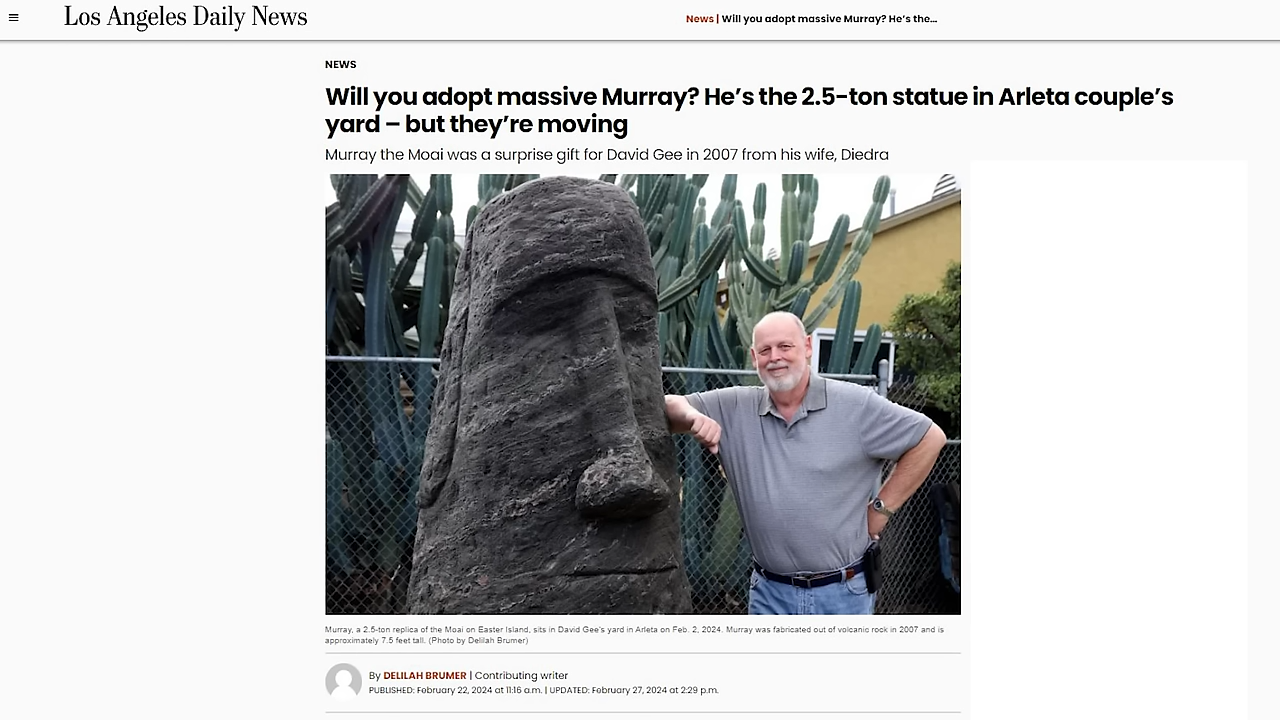 Los Angeles Daily News
News | Will you adopt massive Murray? He’s the...
NEWS
Will you adopt massive Murray? He’s the 2.5-ton statue in Arleta couple’s
yard – but they’re moving
Murray the Moai was a surprise gift for David Gee in 2007 from his wife, Diedra
Murray, a 2.5-ton replica of the Moai on Easter Island, sits in David Gee's yard in Arleta on Feb. 2, 2024. Murray was fabricated out of volcanic rock in 2007 and is
approximately 7.5 feet tall. (Photo by Delilah Brumer)
By DELILAH BRUMER | Contributing writer
PUBLISHED: February 22, 2024 at 11:16 a.m. | UPDATED: February 27, 2024 at 2:29 p.m.